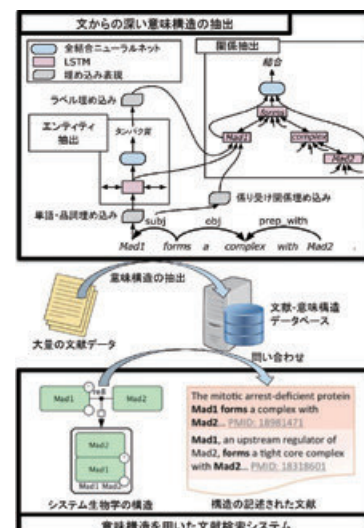 文からの深い意味構造の抽出
全結合ニューラルネット
LSTM
埋め込み表現
関係抽出
結合
ラベル埋め込み
forms
エンティティ
抽出
タンパク質
Mad1
complex
Mad2
係り受け関係埋め込み
単語・品詞埋め込み
subj
obj
prep_with
Mad1 forms a complex with Mad2 .
意味構造の抽出
大量の文献データ
文献・意味構造
データベース
問い合わせ
Mad1
Mad2
Mad2
Mad1
Mad1 Mad2
システム生物学の構造
The mitotic arrest-deficient protein
Mad1 forms a complex with
Mad2... PMID: 18981471
Mad1, an upstream regulator of
Mad2, forms a tight core complex
with Mad2... PMID: 18318601
構造の記述された文献
意味構造を用いた文献検索システム